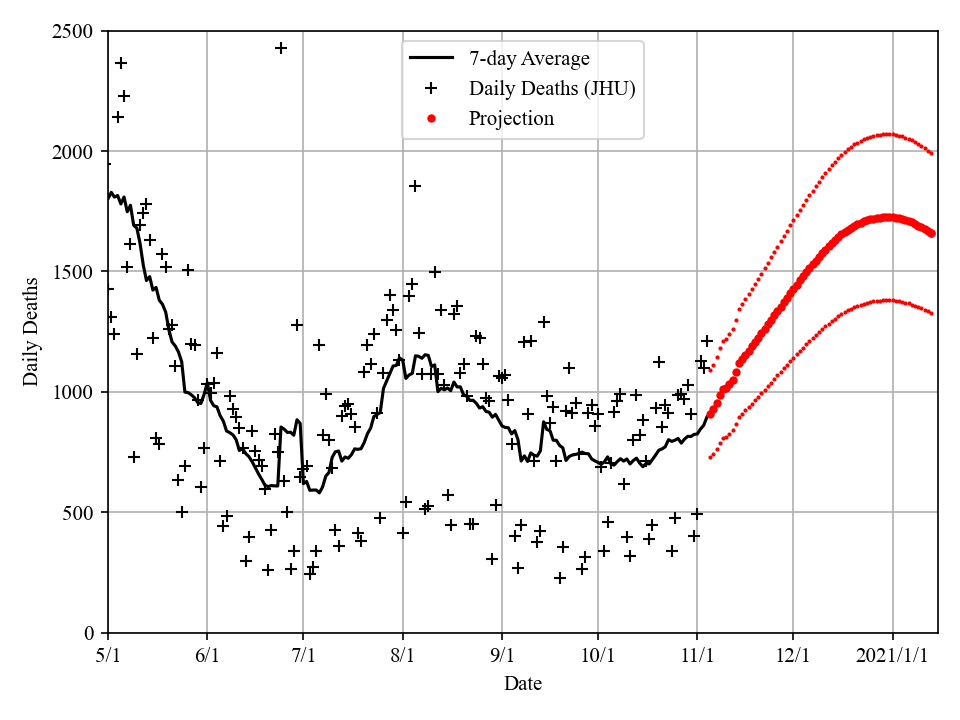 2500
2000
1500
1000
500
0
Daily Deaths
7-day Average
Daily Deaths (JHU)
Projection
5/1 6/1 7/1 8/1 9/1 10/1 11/1 12/1 2021/1/1
Date